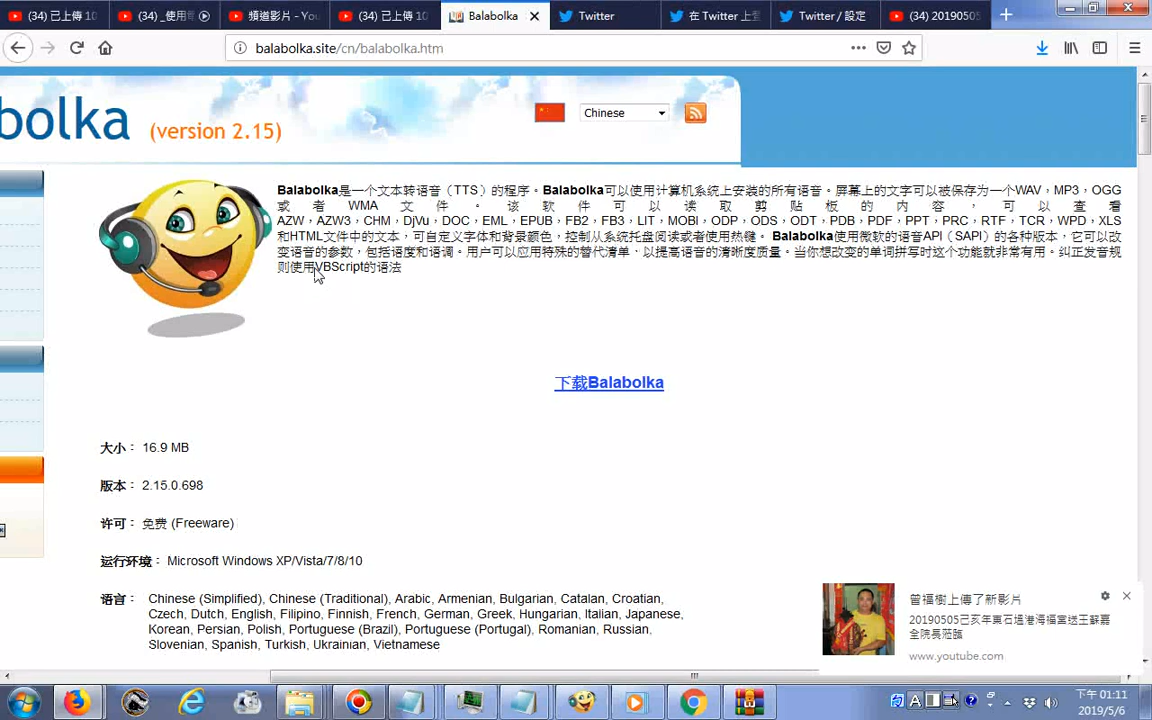 (34) 已上傳 10
(34) _使用
頻道影片 - You
(34) 已上傳 10
Balabolka
Twitter
在 Twitter 上
Twitter / 設定
(34) 20190505
balabolka.site/cn/balabolka.htm
bolka (version 2.15)
Chinese
Balabolka是一个文本转语音（TTS）的程序。Balabolka可以使用计算机系统上安装的所有语音。屏幕上的文字可以被保存为一个WAV，MP3，OGG
或者WMA文件。该软件可以读取剪贴板的内容，可以查看
AZW，AZW3，CHM，DjVu，DOC，EML，EPUB，FB2，FB3，LIT，MOBI，ODP，ODS，ODT，PDB，PDF，PPT，PRC，RTF，TCR，WPD，XLS
和HTML文件中的文本，可自定义字体和背景颜色，控制从系统托盘阅读或者使用热键。 Balabolka使用微软的语音API（SAPI）的各种版本，它可以改
变语音的参数，包括语度和语调。用户可以应用特殊的替代清单，以提高语音的清晰度质量。当你想改变的单词拼写时这个功能就非常有用。纠正发音规
则使用VBScript的语法
下载Balabolka
大小： 16.9 MB
版本： 2.15.0.698
许可： 免费 (Freeware)
运行环境： Microsoft Windows XP/Vista/7/8/10
语言： Chinese (Simplified), Chinese (Traditional), Arabic, Armenian, Bulgarian, Catalan, Croatian,
Czech, Dutch, English, Filipino, Finnish, French, German, Greek, Hungarian, Italian, Japanese,
Korean, Persian, Polish, Portuguese (Brazil), Portuguese (Portugal), Romanian, Russian,
Slovenian, Spanish, Turkish, Ukrainian, Vietnamese
曾福樹上傳了新影片
20190505己亥年東石塭港福宮送王蘇嘉
全院長蒞臨
www.youtube.com
下午 01:11
2019/5/6